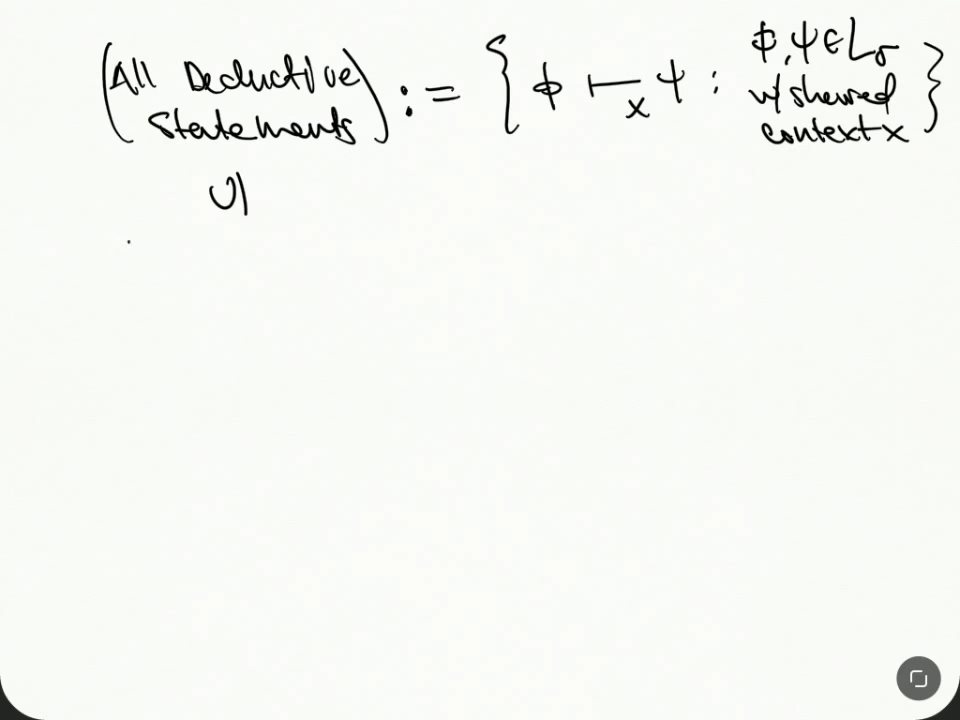 (All Deductive Statements) := { ϕ ⊢ₓ ψ : ϕ,ψ ∈ L_σ w/ shared context x }
∪|